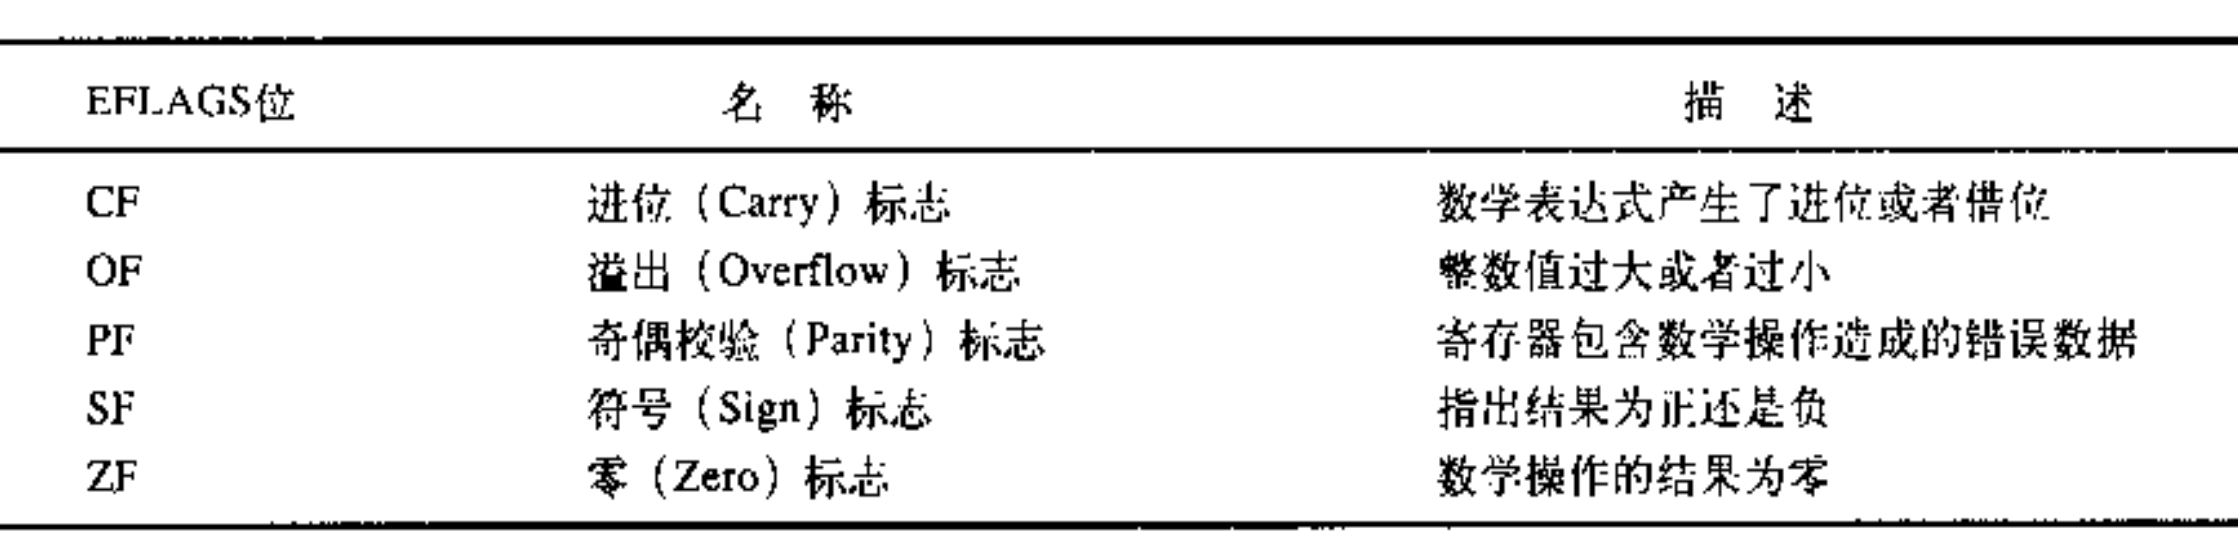 EFLAGS位 名 称 描 述
CF 进位（Carry）标志 数学表达式产生了进位或者借位
OF 溢出（Overflow）标志 整数值过大或者过小
PF 奇偶校验（Parity）标志 寄存器包含数学操作造成的错误数据
SF 符号（Sign）标志 指出结果为正还是负
ZF 零（Zero）标志 数学操作的结果为零